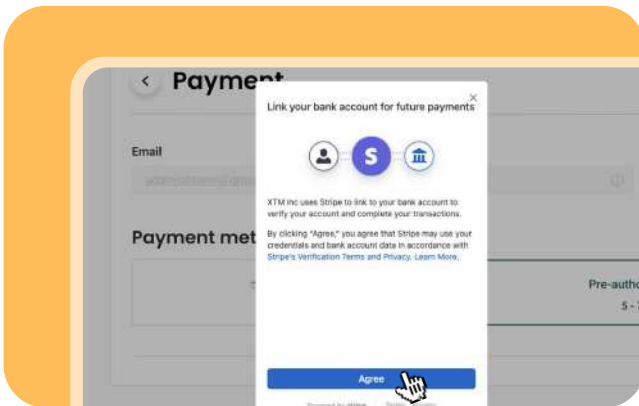 Payment
Link your bank account for future payments
Email
S
XTM Inc uses Stripe to link to your bank account to
verify your account and complete your transactions.
By clicking "Agree," you agree that Stripe may use your
credentials and bank account data in accordance with
Stripe's Verification Terms and Privacy. Learn More.
Payment met
Pre-autho
5 -
Agree